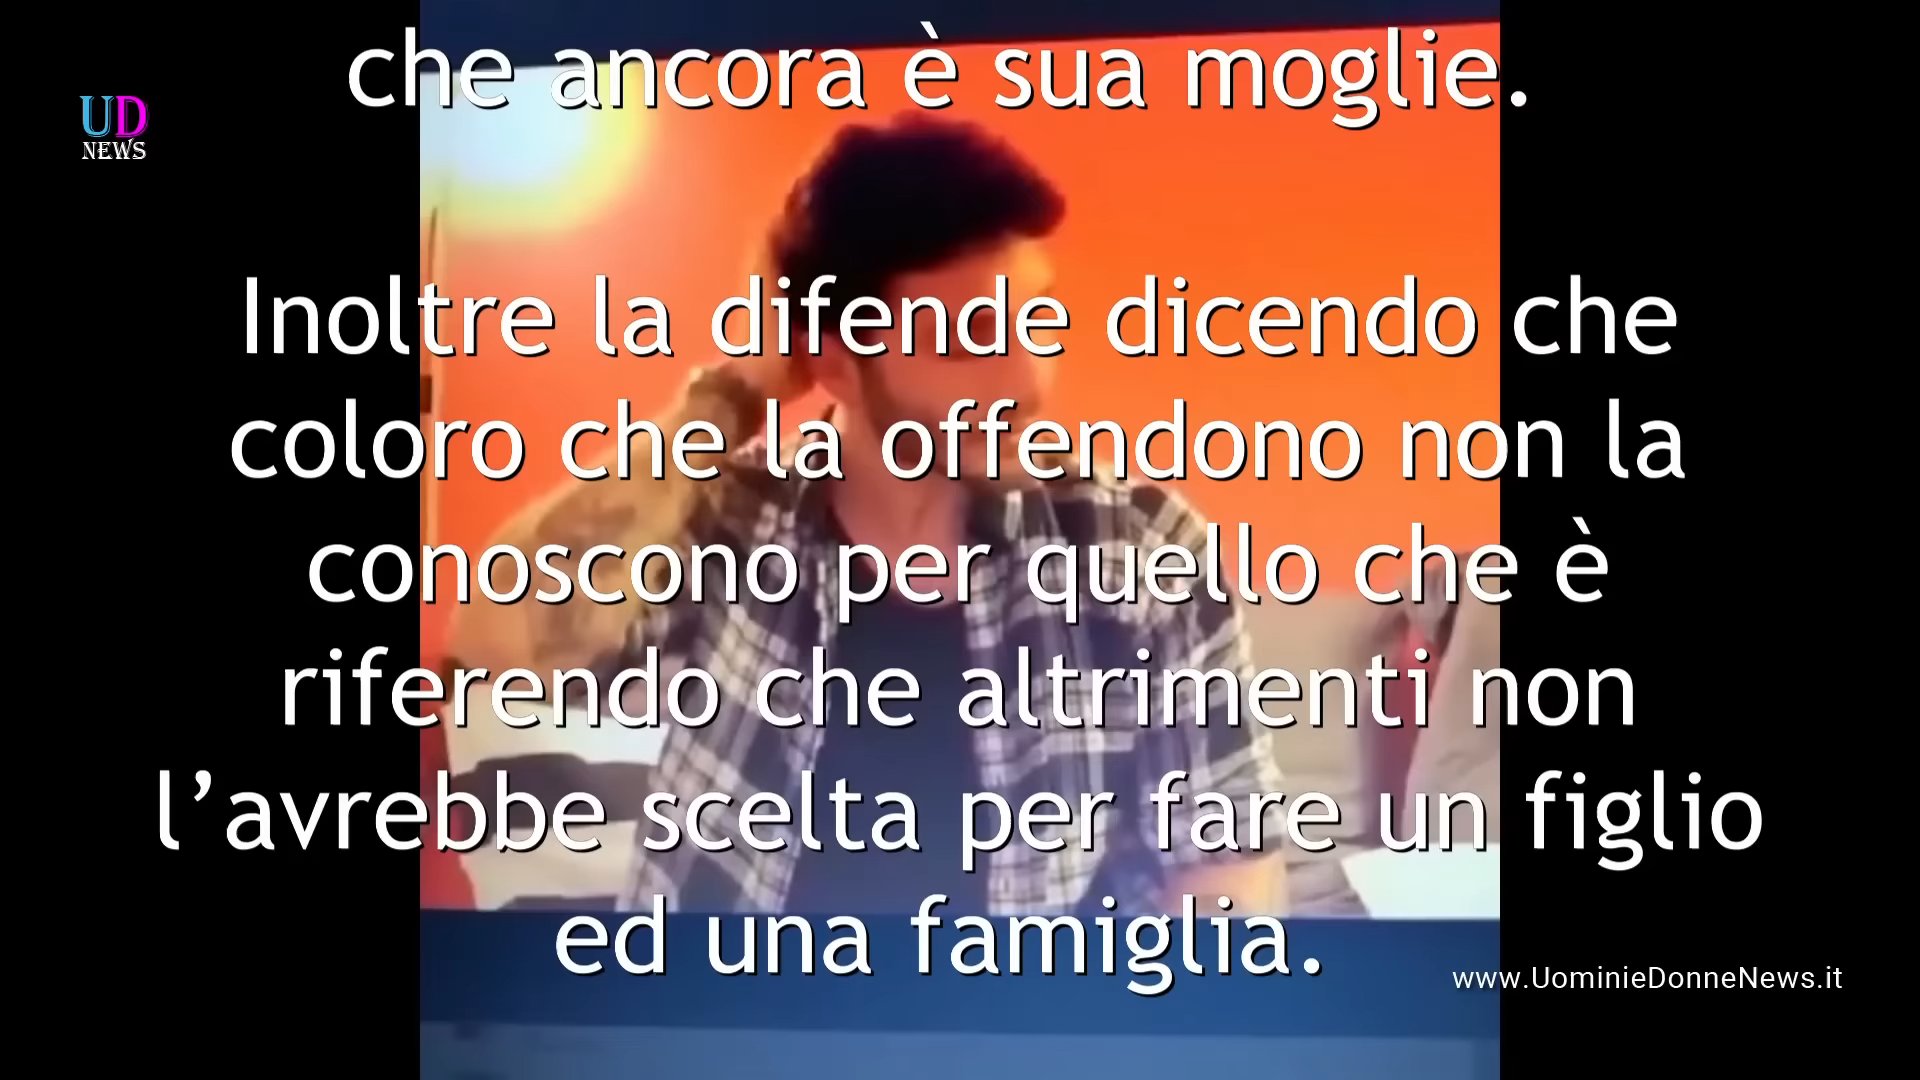 che ancora è sua moglie.
UD
NEWS
Inoltre la difende dicendo che
coloro che la offendono non la
conoscono per quello che è
riferendo che altrimenti non
l’avrebbe scelta per fare un figlio
ed una famiglia.
www.UominieDonneNews.it